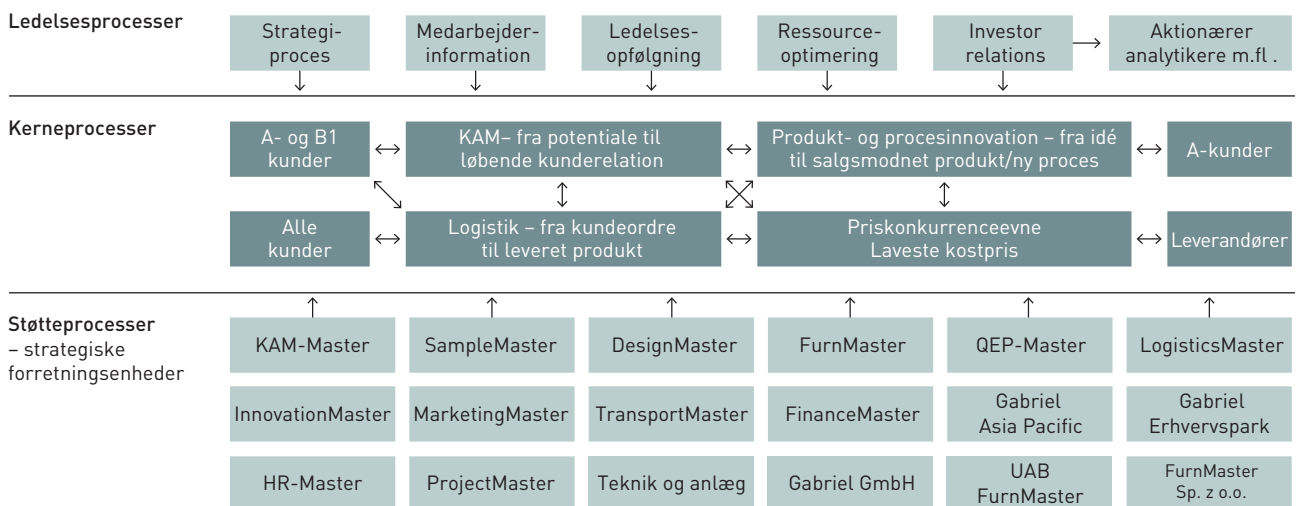 Ledelsesprocesser
Strategi-
proces
Medarbejder-
information
Ledelses-
opfølgning
Ressource-
optimering
Investor
relations
Aktionærer
analytikere m.fl .
Kerneprocesser
A- og B1
kunder
KAM– fra potentiale til
løbende kunderelation
Produkt- og procesinnovation – fra idé
til salgsmodnet produkt/ny proces
A-kunder
Alle
kunder
Logistik – fra kundeordre
til leveret produkt
Priskonkurrenceevne
Laveste kostpris
Leverandører
Støtteprocesser
– strategiske
forretningsenheder
KAM-Master
SampleMaster
DesignMaster
FurnMaster
QEP-Master
LogisticsMaster
InnovationMaster
MarketingMaster
TransportMaster
FinanceMaster
Gabriel
Asia Pacific
Gabriel
Erhvervspark
HR-Master
ProjectMaster
Teknik og anlæg
Gabriel GmbH
UAB
FurnMaster
FurnMaster
Sp. z o.o.